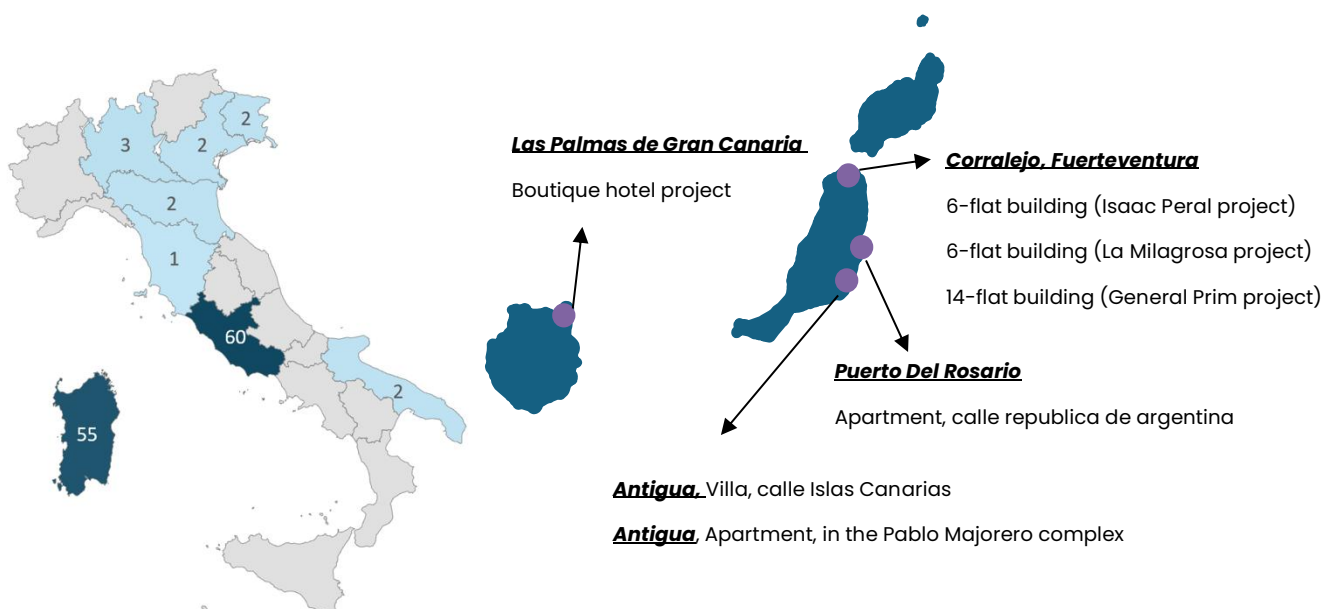 2
3
2
2
1
60
2
55
Las Palmas de Gran Canaria
Boutique hotel project
Corralejo, Fuerteventura
6-flat building (Isaac Peral project)
6-flat building (La Milagrosa project)
14-flat building (General Prim project)
Puerto Del Rosario
Apartment, calle republica de argentina
Antigua, Villa, calle Islas Canarias
Antigua, Apartment, in the Pablo Majorero complex